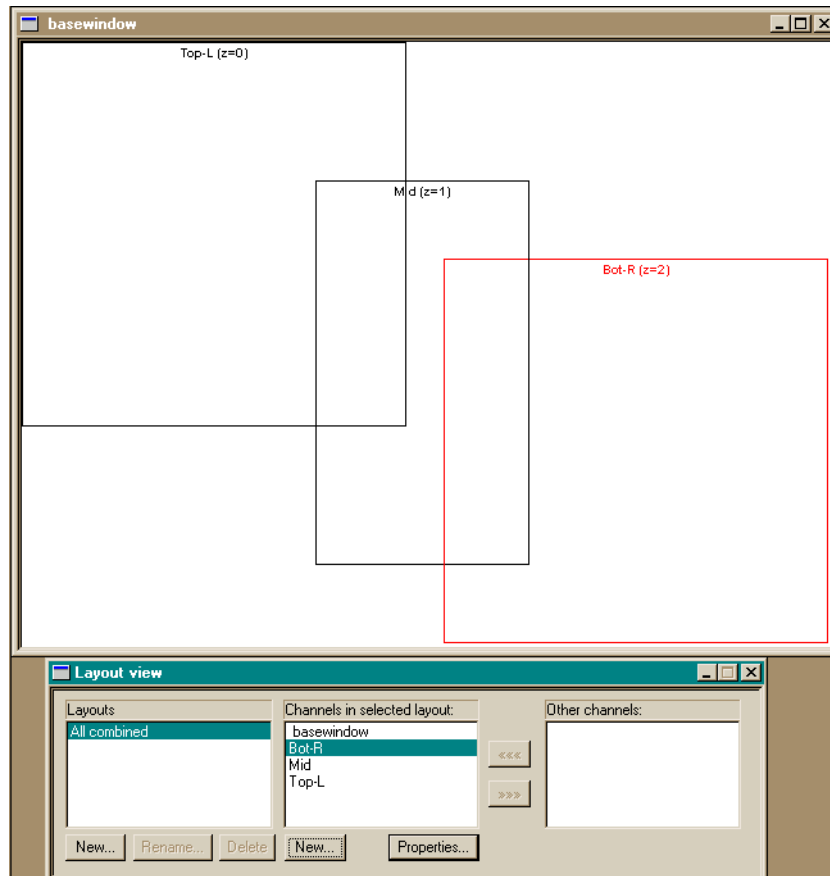 basewindow
Top-L (z=0)
Mid (z=1)
Bot-R (z=2)
Layout view
Layouts
Channels in selected layout:
Other channels:
All combined
basewindow
Bot-R
Mid
Top-L
<<<
>>>
New...
Rename...
Delete
New...
Properties...